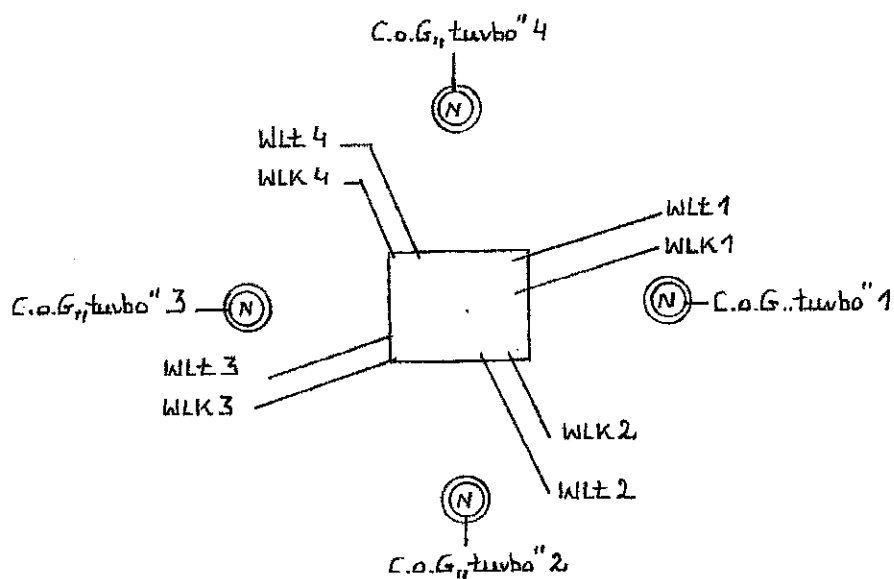 C.o.G„turbo" 4
N
WLt 4
WLK 4
WLt 1
WLK 1
C.o.G„turbo" 3
N
N
C.o.G„turbo" 1
WLt 3
WLK 3
WLK 2
WLt 2
N
C.o.G„turbo" 2